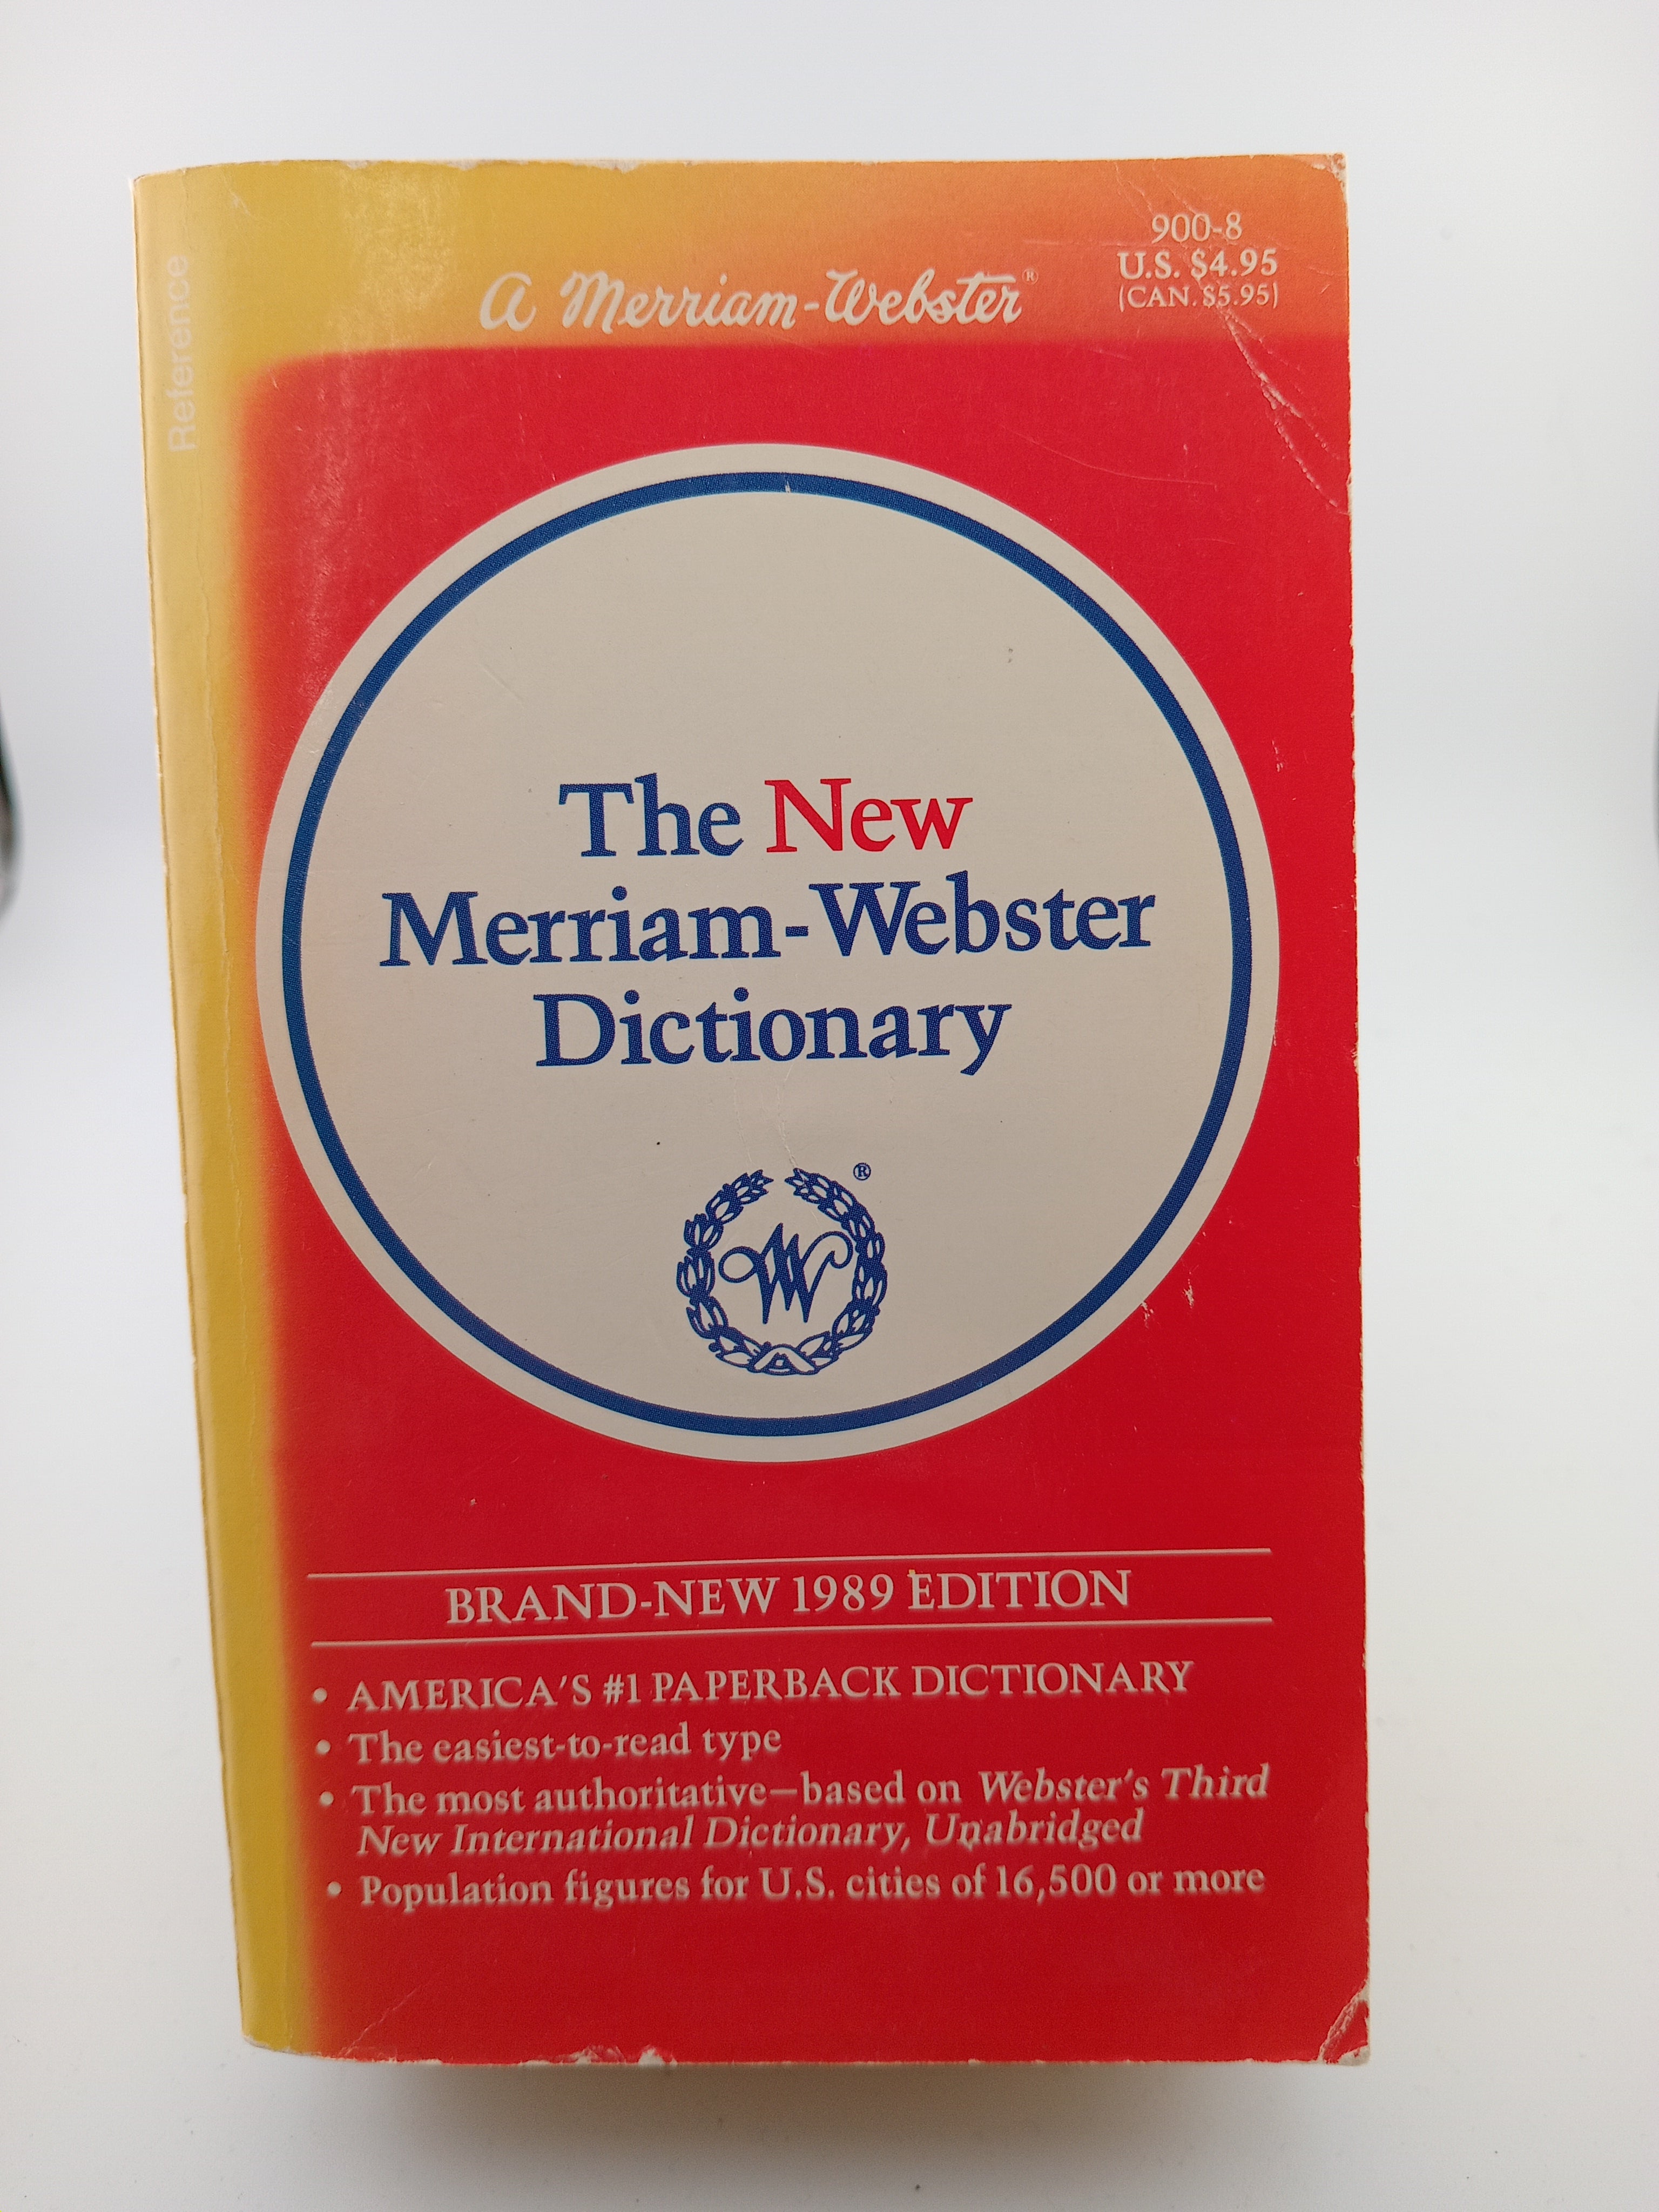 Reference
A Merriam-Webster®
900-8
U.S. $4.95
(CAN. $5.95)
The New
Merriam-Webster
Dictionary
®
W
BRAND-NEW 1989 EDITION
• AMERICA'S #1 PAPERBACK DICTIONARY
• The easiest-to-read type
• The most authoritative—based on Webster's Third
New International Dictionary, Unabridged
• Population figures for U.S. cities of 16,500 or more